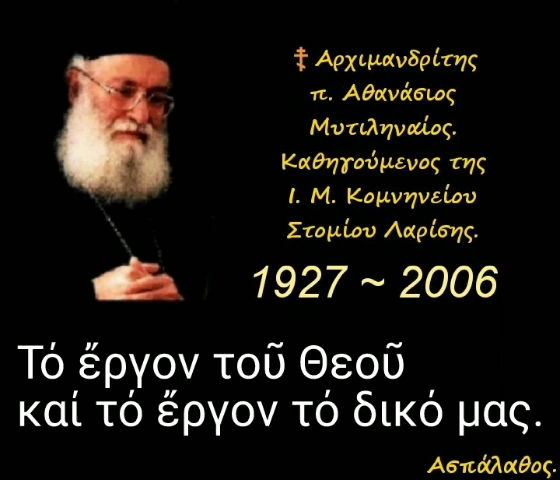 ☦ Αρχιμανδρίτης
π. Αθανάσιος
Μυτιληναίος.
Καθηγούμενος της
Ι. Μ. Κομνηνείου
Στομίου Λαρίσης.
1927 ~ 2006
Τό ἔργον τοῦ Θεοῦ
καί τό ἔργον τό δικό μας.
Ασπάλαθος.